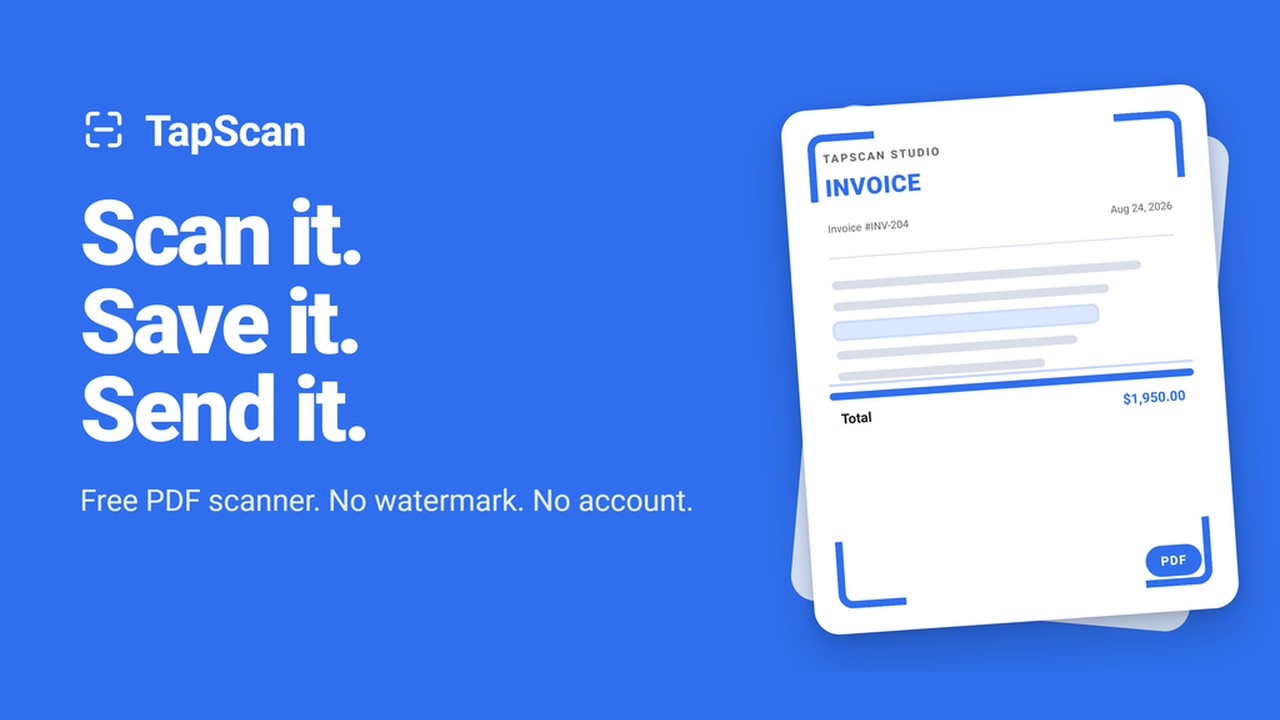 TapScan
Scan it.
Save it.
Send it.
Free PDF scanner. No watermark. No account.
TAPSCAN STUDIO
INVOICE
Invoice #INV-204
Aug 24, 2026
Total
$1,950.00
PDF